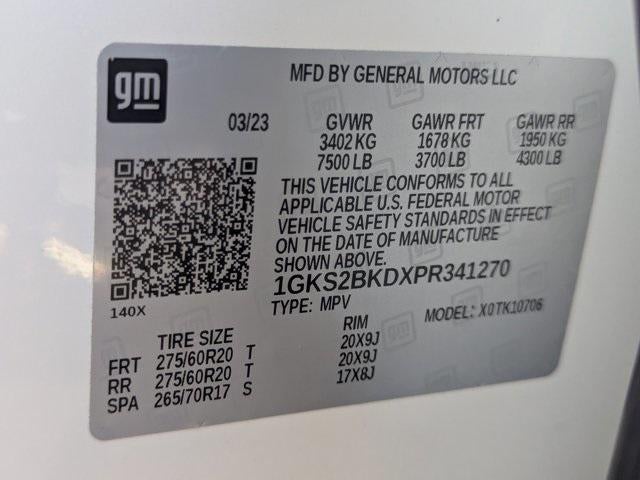 gm
MFD BY GENERAL MOTORS LLC
03/23 GVWR GAWR FRT GAWR RR
3402 KG 1678 KG 1950 KG
7500 LB 3700 LB 4300 LB
THIS VEHICLE CONFORMS TO ALL
APPLICABLE U.S. FEDERAL MOTOR
VEHICLE SAFETY STANDARDS IN EFFECT
ON THE DATE OF MANUFACTURE
SHOWN ABOVE.
1GKS2BKDXPR341270
140X
TYPE: MPV MODEL: X0TK10706
TIRE SIZE RIM
FRT 275/60R20 T 20X9J
RR 275/60R20 T 20X9J
SPA 265/70R17 S 17X8J